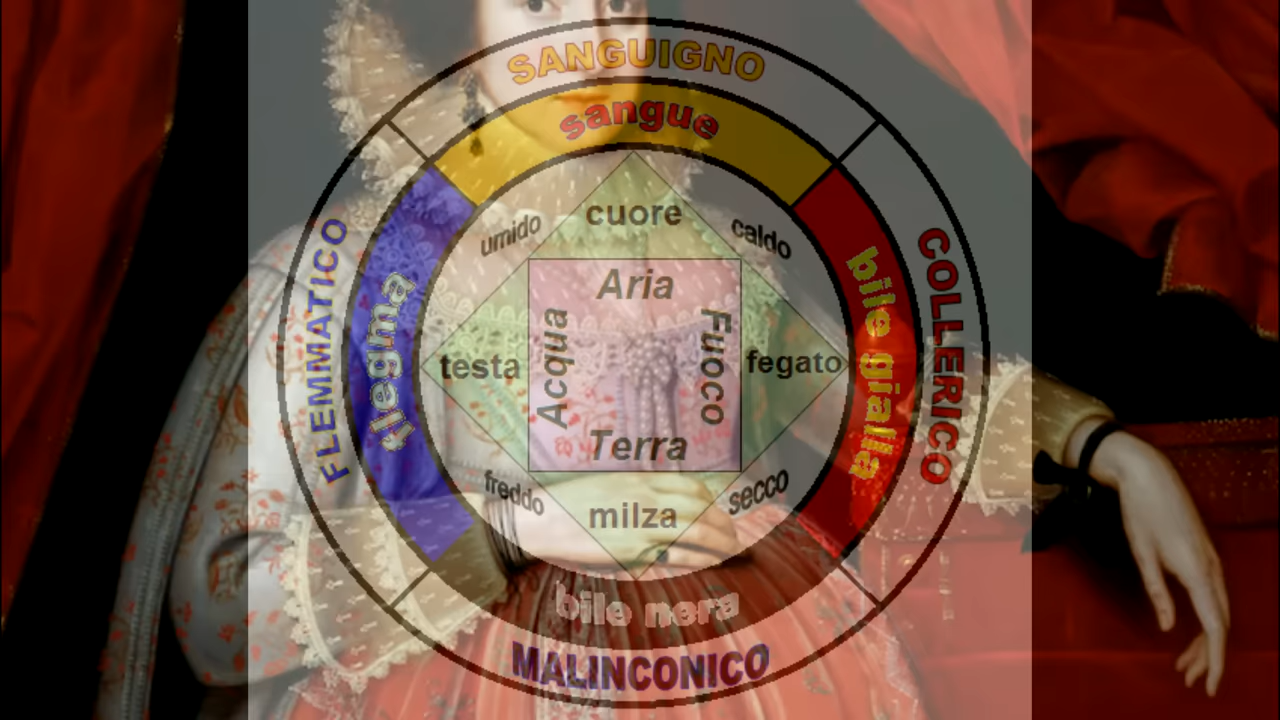 SANGUIGNO
sangue
umido
cuore
caldo
FLEMMATICO
flegma
testa
Acqua
Aria
Fuoco
Terra
fegato
bile gialla
COLLERICO
freddo
milza
secco
bile nera
MALINCONICO